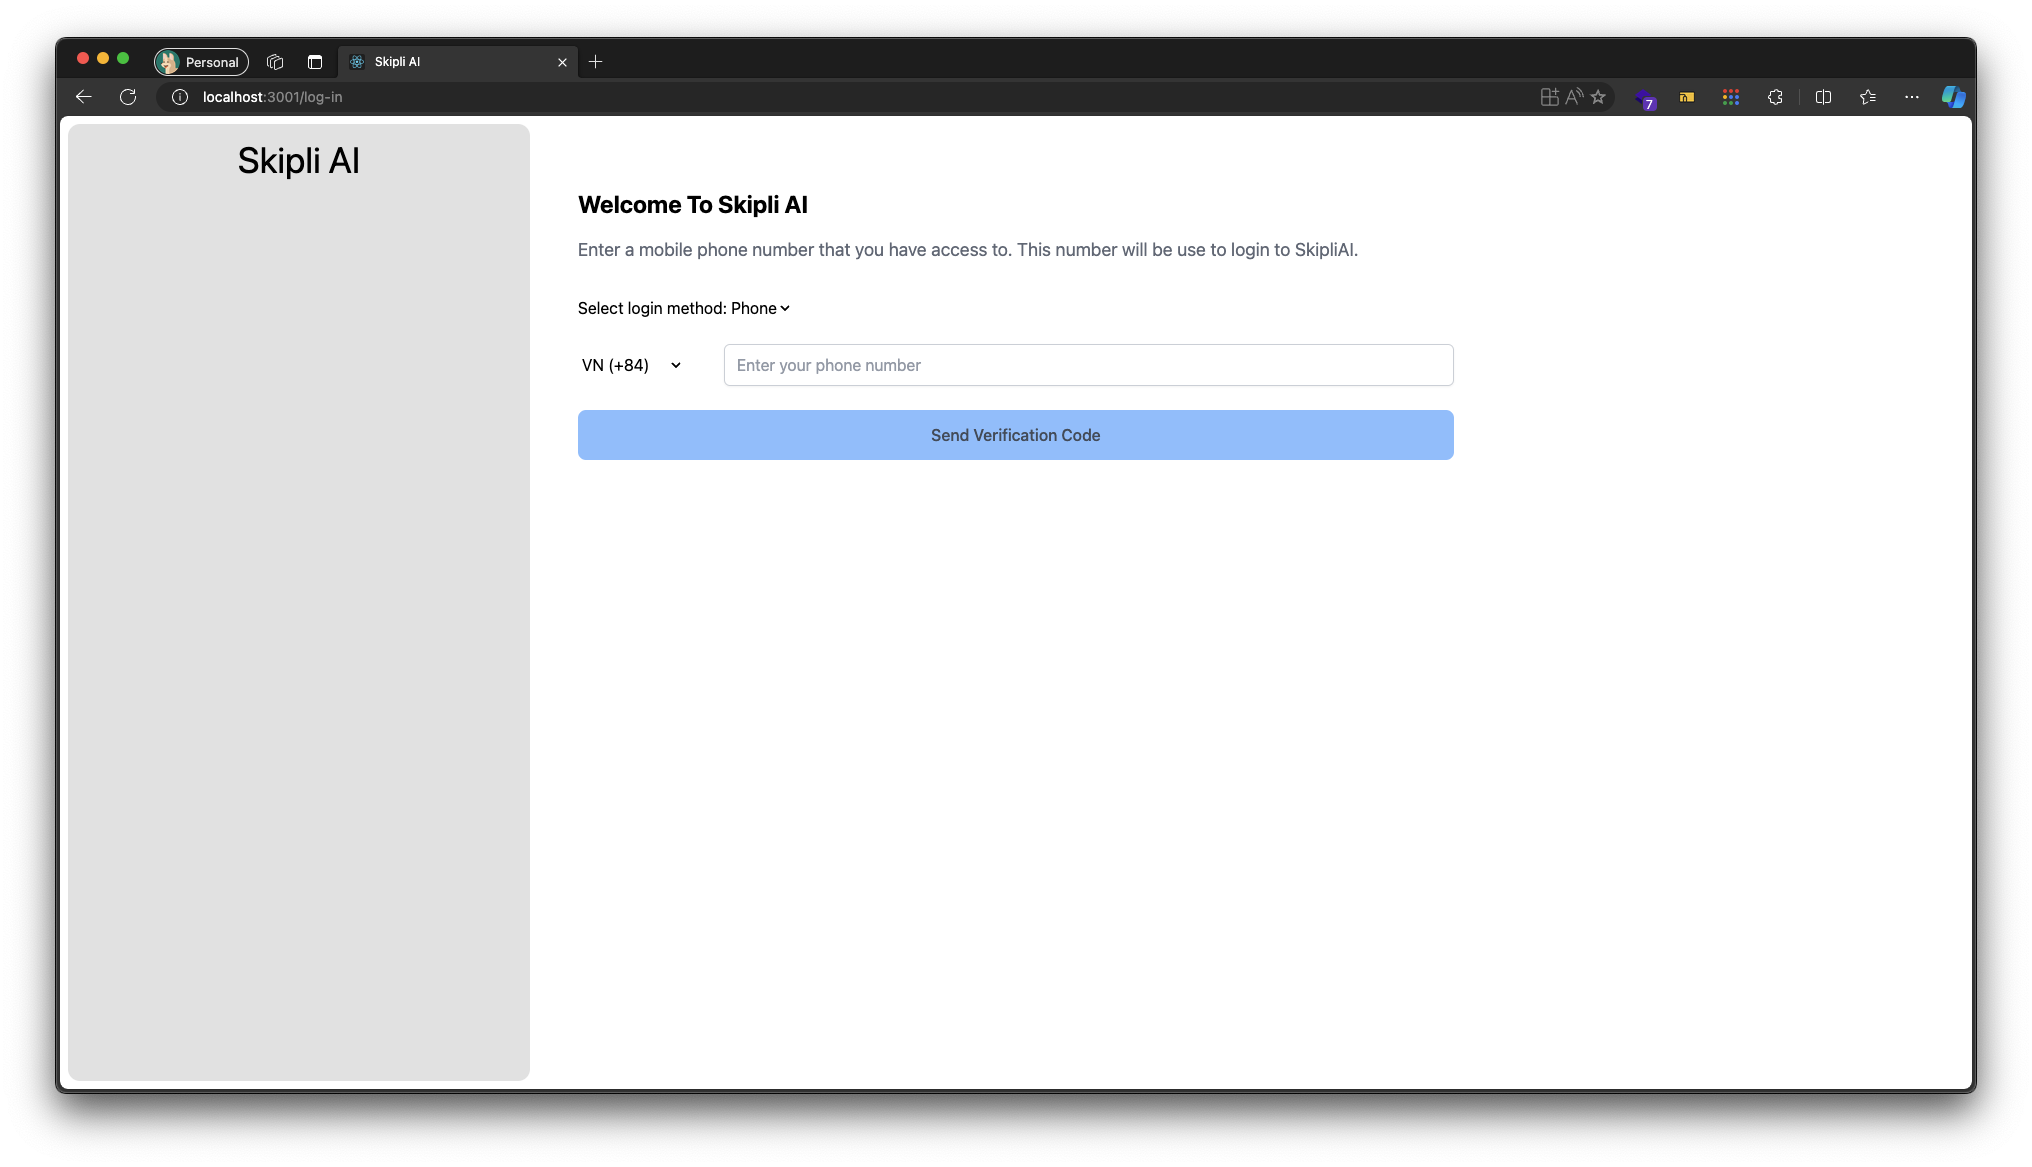 Personal
Skipli AI
localhost:3001/log-in
7
Skipli AI
Welcome To Skipli AI
Enter a mobile phone number that you have access to. This number will be use to login to SkipliAI.
Select login method: Phone
VN (+84)
Enter your phone number
Send Verification Code